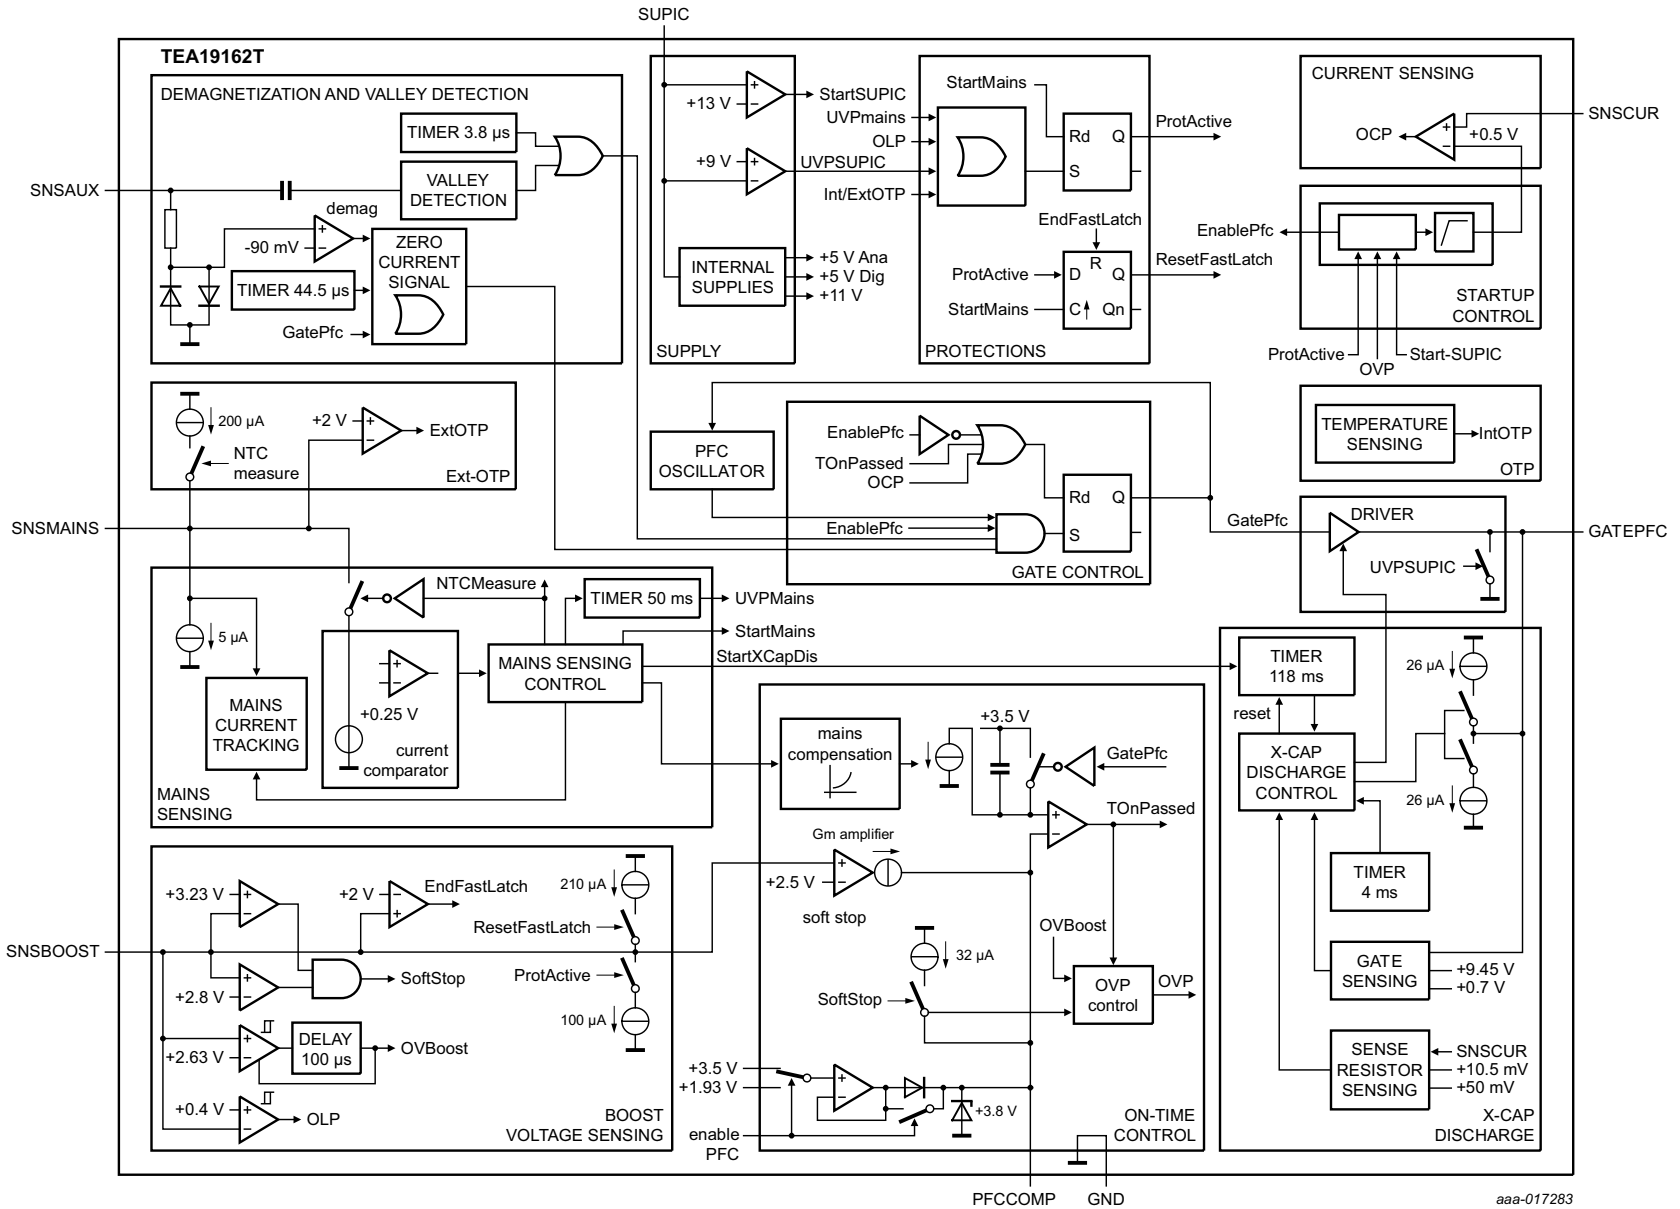 SUPIC
TEA19162T
DEMAGNETIZATION AND VALLEY DETECTION
TIMER 3.8 µs
VALLEY
DETECTION
SNSAUX
demag
-90 mV
ZERO
CURRENT
SIGNAL
TIMER 44.5 µs
GatePfc
+13 V
StartSUPIC
+9 V
UVPSUPIC
INTERNAL
SUPPLIES
+5 V Ana
+5 V Dig
+11 V
SUPPLY
StartMains
UVPmains
OLP
Int/ExtOTP
Rd
Q
S
ProtActive
EndFastLatch
R
ProtActive
D
Q
ResetFastLatch
StartMains
C
Qn
PROTECTIONS
CURRENT SENSING
SNSCUR
OCP
+0.5 V
EnablePfc
STARTUP
CONTROL
ProtActive
OVP
Start-SUPIC
200 µA
NTC
measure
+2 V
ExtOTP
Ext-OTP
PFC
OSCILLATOR
EnablePfc
TOnPassed
OCP
EnablePfc
Rd
Q
S
GATE CONTROL
TEMPERATURE
SENSING
IntOTP
OTP
SNSMAINS
GatePfc
DRIVER
UVPSUPIC
GATEPFC
NTCMeasure
TIMER 50 ms
UVPMains
StartMains
StartXCapDis
5 µA
MAINS
CURRENT
TRACKING
+0.25 V
current
comparator
MAINS SENSING
CONTROL
MAINS
SENSING
mains
compensation
+3.5 V
GatePfc
TOnPassed
Gm amplifier
+2.5 V
soft stop
OVBoost
32 µA
SoftStop
OVP
control
OVP
+3.5 V
+1.93 V
enable
PFC
+3.8 V
ON-TIME
CONTROL
TIMER
118 ms
reset
X-CAP
DISCHARGE
CONTROL
26 µA
26 µA
TIMER
4 ms
GATE
SENSING
+9.45 V
+0.7 V
SENSE
RESISTOR
SENSING
SNSCUR
+10.5 mV
+50 mV
X-CAP
DISCHARGE
SNSBOOST
+3.23 V
+2 V
EndFastLatch
210 µA
ResetFastLatch
+2.8 V
SoftStop
ProtActive
100 µA
+2.63 V
DELAY
100 µs
OVBoost
+0.4 V
OLP
BOOST
VOLTAGE SENSING
PFCCOMP
GND
aaa-017283